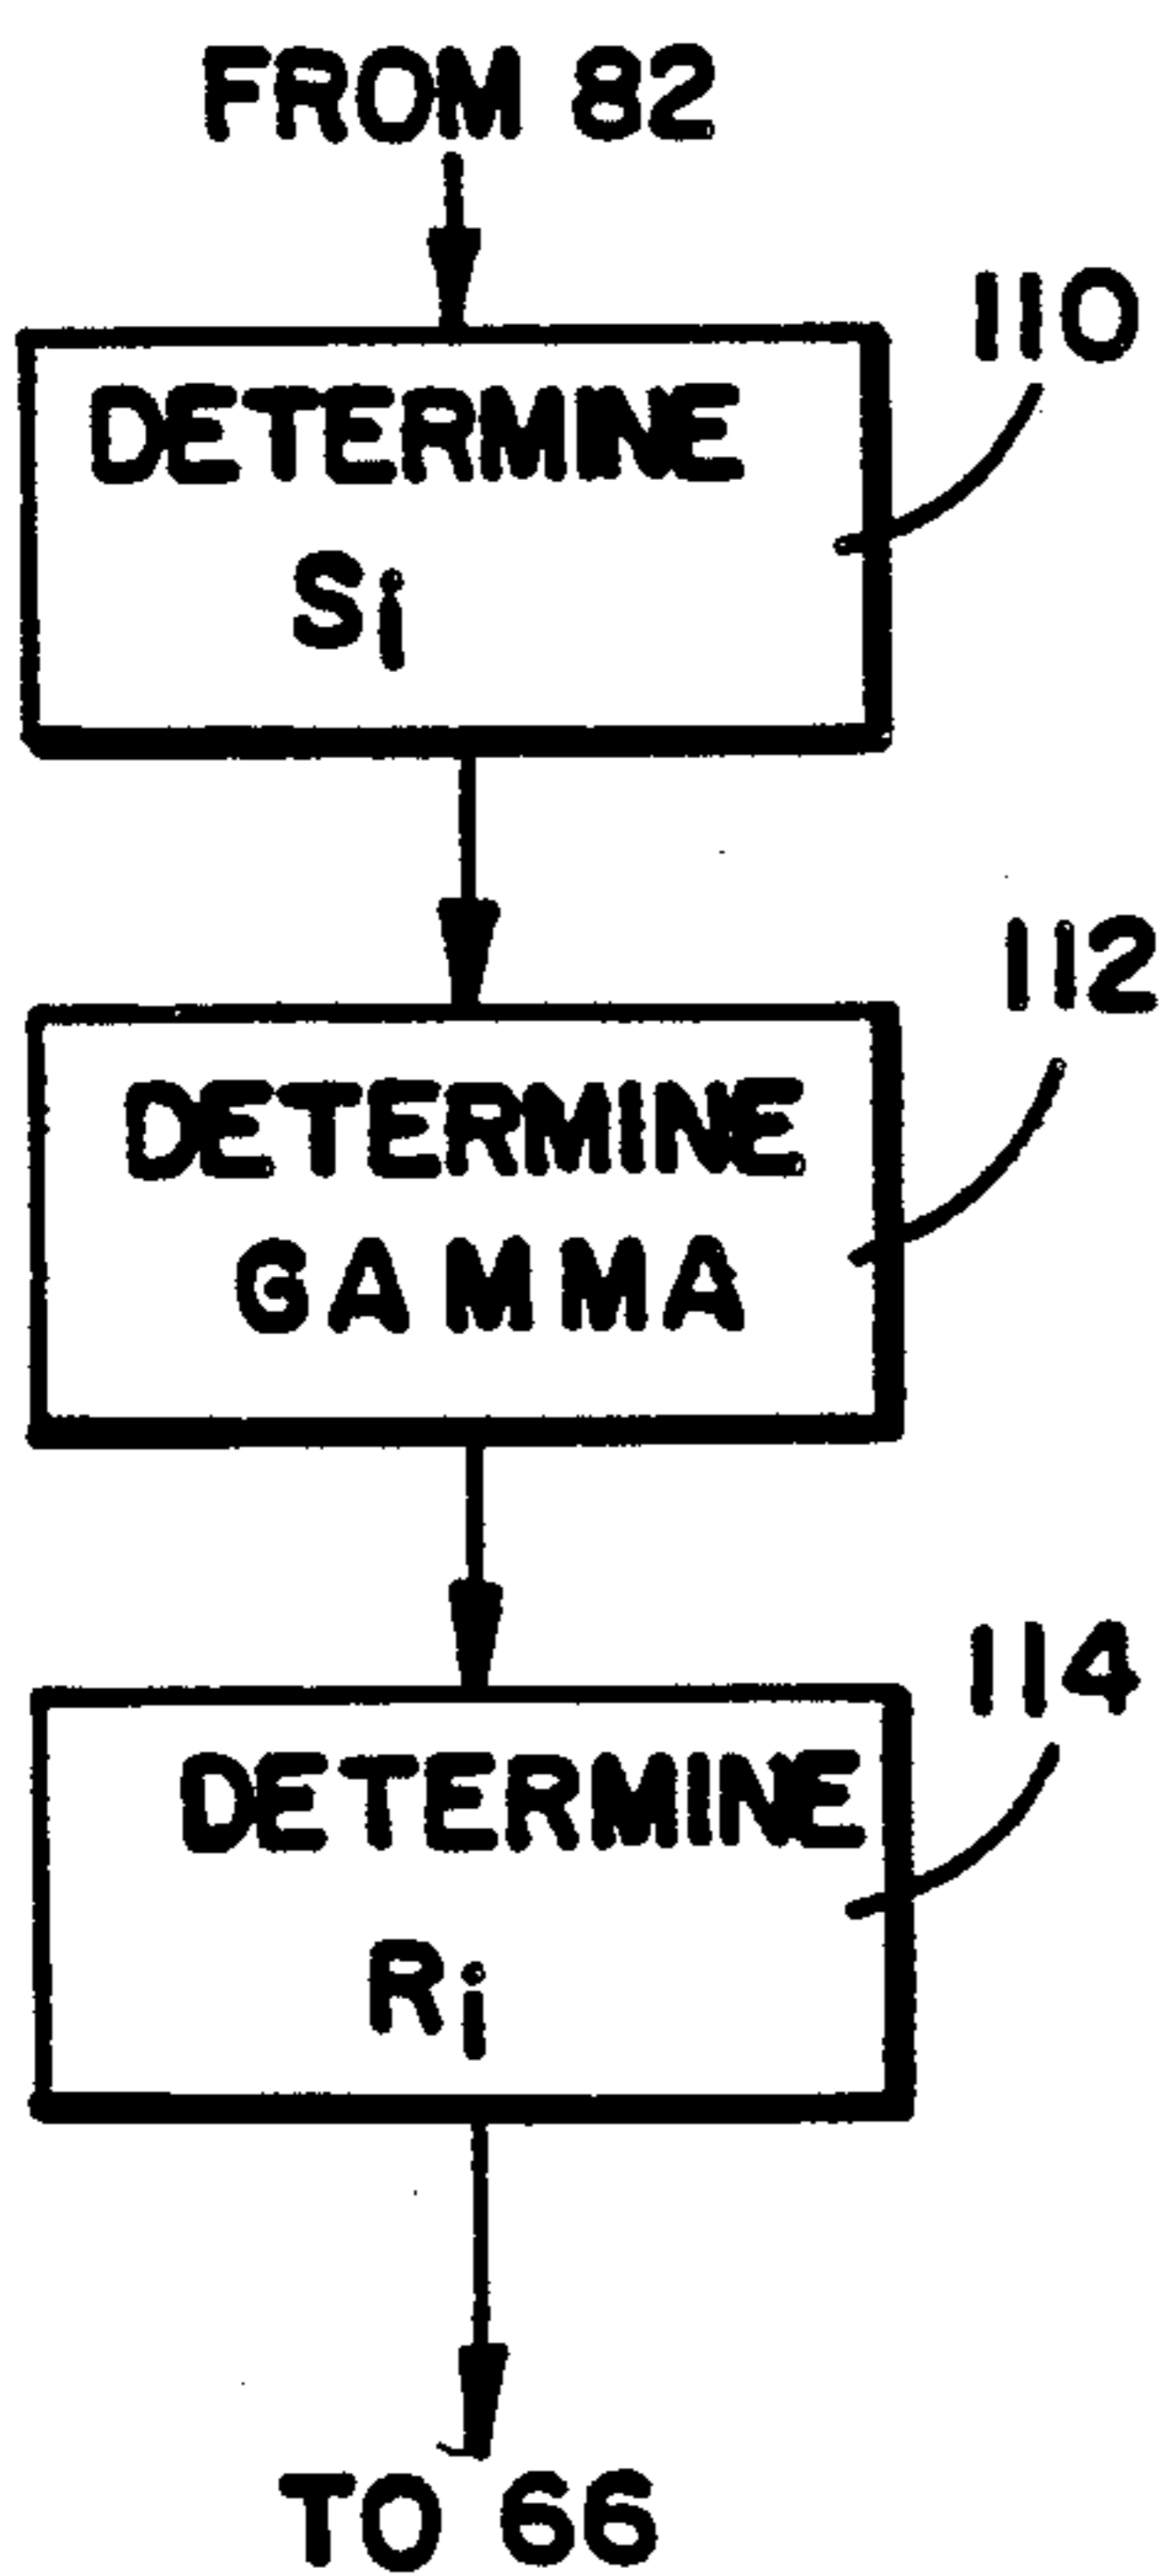 FROM 82
110
DETERMINE
Si
112
DETERMINE
GAMMA
114
DETERMINE
Ri
TO 66